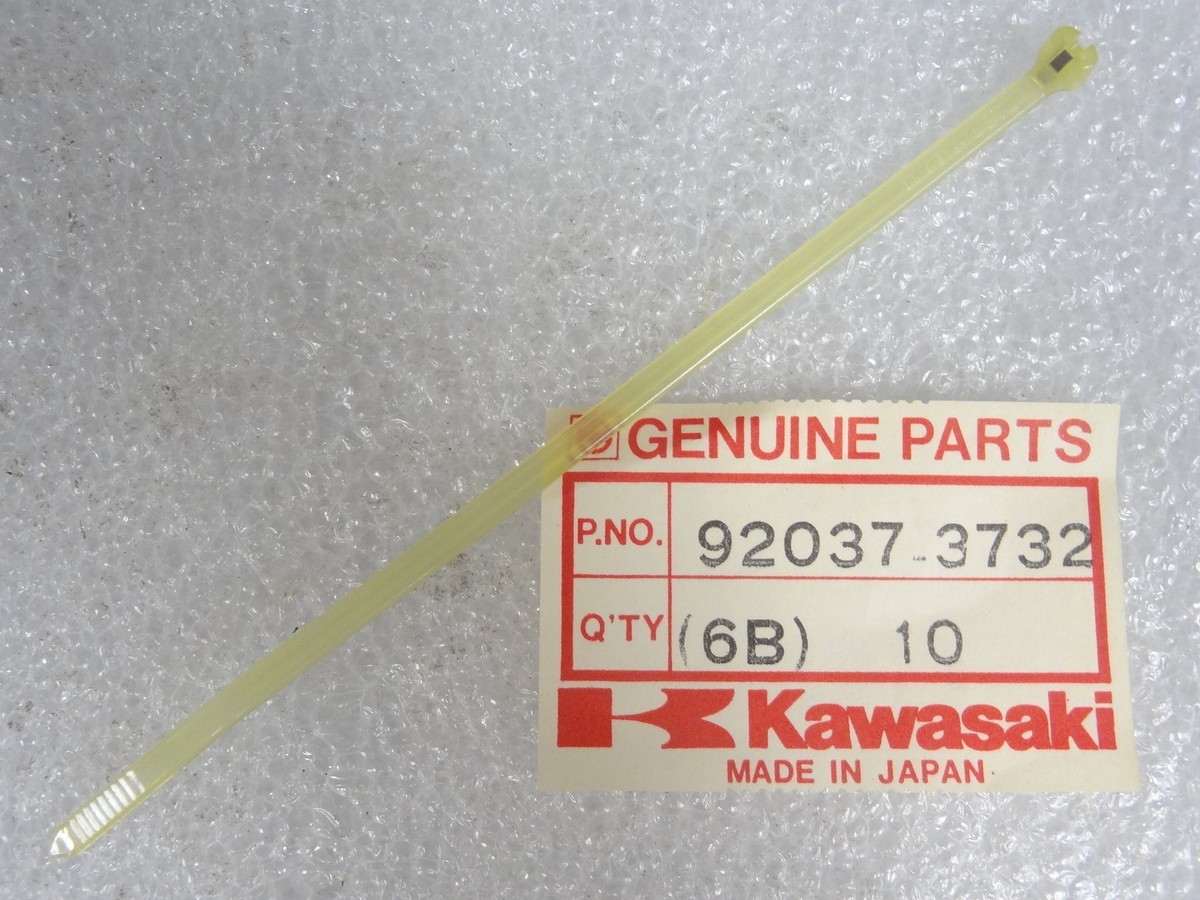 GENUINE PARTS
P.NO. 92037-3732
Q'TY (6B) 10
Kawasaki
MADE IN JAPAN